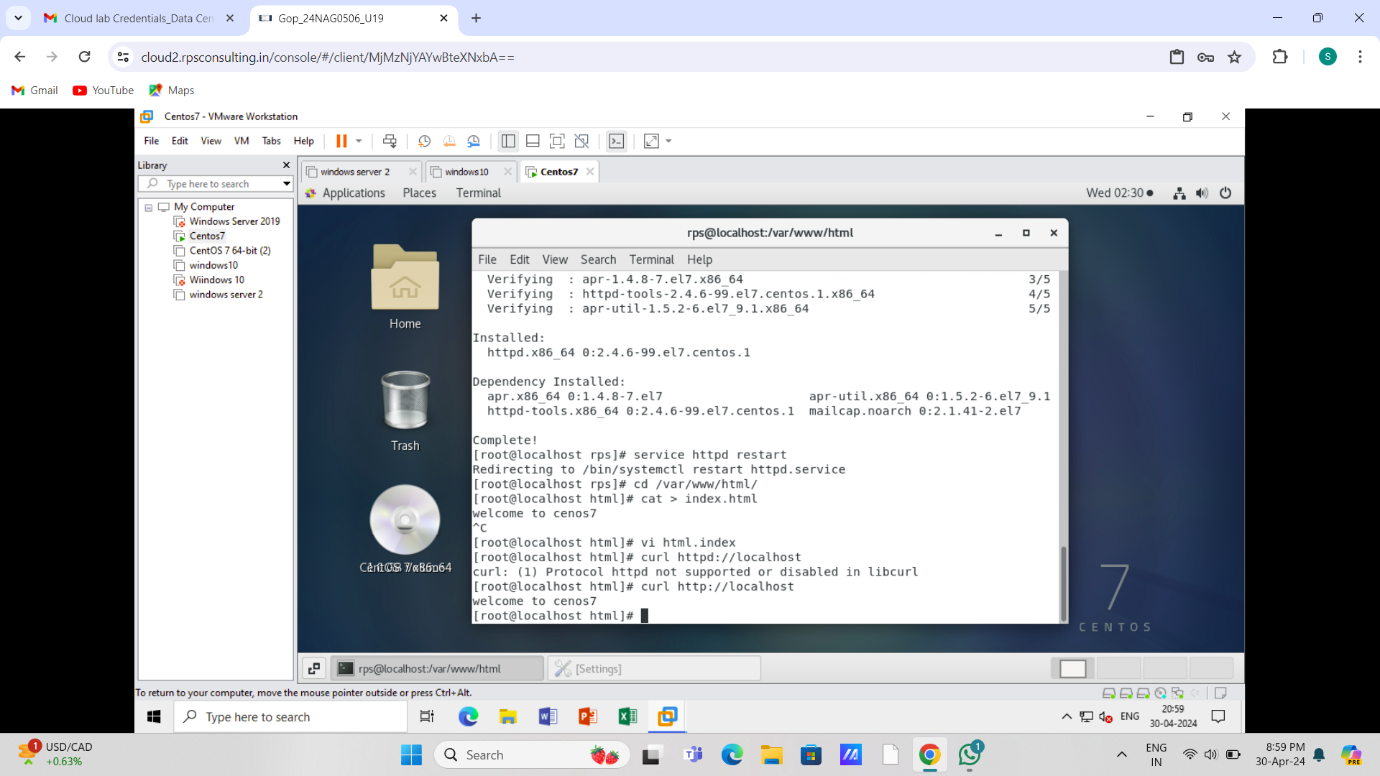 Cloud lab Credentials_Data Cen
Gop_24NAG0506_U19
cloud2.rpsconsulting.in/console/#/client/MjMzNjYAYwBteXNxbA==
S
Gmail
YouTube
Maps
Centos7 - VMware Workstation
File Edit View VM Tabs Help
Library
Type here to search
My Computer
Windows Server 2019
Centos7
CentOS 7 64-bit (2)
windows10
Wiindows 10
windows server 2
windows server 2
windows10
Centos7
Applications Places Terminal
Wed 02:30
Home
Trash
rps@localhost:/var/www/html
File Edit View Search Terminal Help
Verifying : apr-1.4.8-7.el7.x86_64 3/5
Verifying : httpd-tools-2.4.6-99.el7.centos.1.x86_64 4/5
Verifying : apr-util-1.5.2-6.el7_9.1.x86_64 5/5
Installed:
httpd.x86_64 0:2.4.6-99.el7.centos.1
Dependency Installed:
apr.x86_64 0:1.4.8-7.el7 apr-util.x86_64 0:1.5.2-6.el7_9.1
httpd-tools.x86_64 0:2.4.6-99.el7.centos.1 mailcap.noarch 0:2.1.41-2.el7
Complete!
[root@localhost rps]# service httpd restart
Redirecting to /bin/systemctl restart httpd.service
[root@localhost rps]# cd /var/www/html/
[root@localhost html]# cat > index.html
welcome to cenos7
^C
[root@localhost html]# vi html.index
[root@localhost html]# curl httpd://localhost
curl: (1) Protocol httpd not supported or disabled in libcurl
[root@localhost html]# curl http://localhost
welcome to cenos7
[root@localhost html]#
7
CENTOS
rps@localhost:/var/www/html
[Settings]
To return to your computer, move the mouse pointer outside or press Ctrl+Alt.
Type here to search
ENG
20:59
30-04-2024
1
USD/CAD
+0.63%
Search
1
ENG
IN
8:59 PM
30-Apr-24
PRE